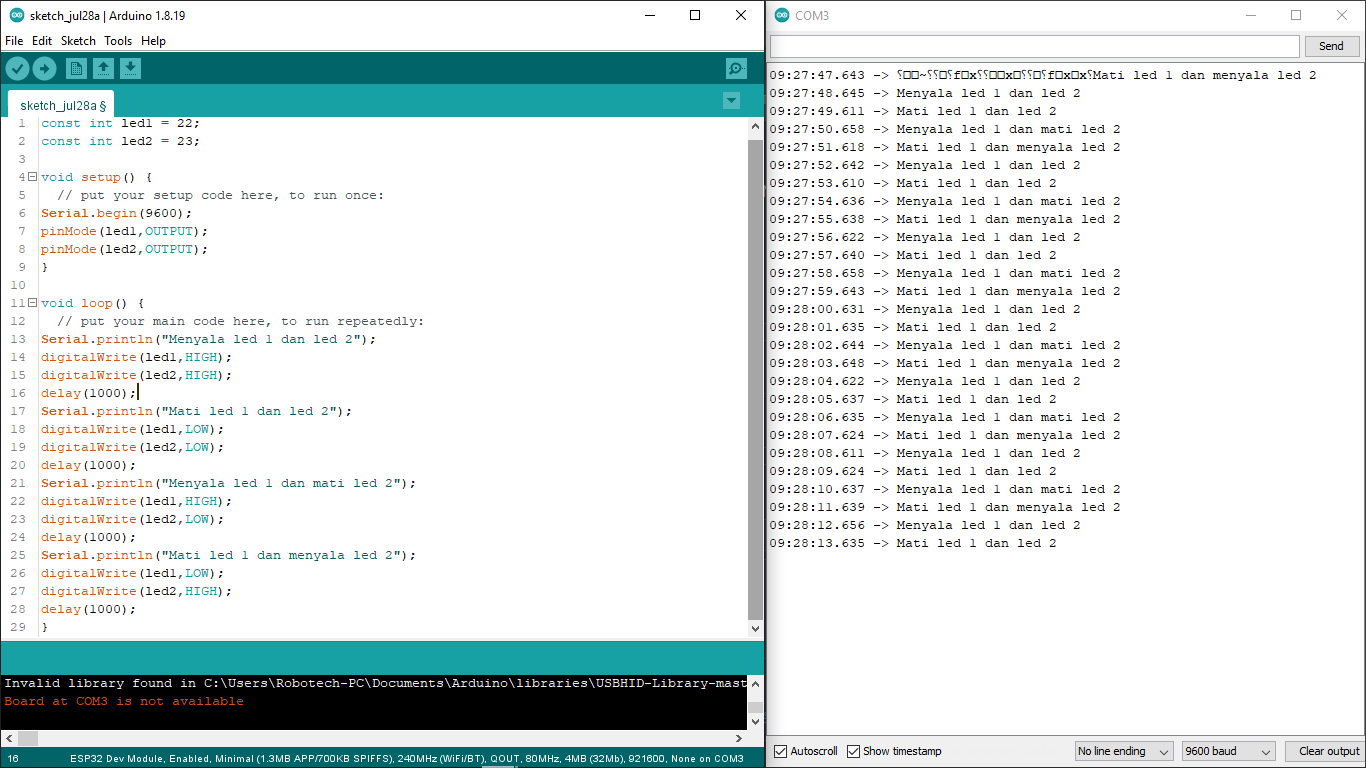 sketch_jul28a | Arduino 1.8.19
File Edit Sketch Tools Help
sketch_jul28a §
1 const int led1 = 22;
2 const int led2 = 23;
3
4 void setup() {
5 // put your setup code here, to run once:
6 Serial.begin(9600);
7 pinMode(led1,OUTPUT);
8 pinMode(led2,OUTPUT);
9 }
10
11 void loop() {
12 // put your main code here, to run repeatedly:
13 Serial.println("Menyala led 1 dan led 2");
14 digitalWrite(led1,HIGH);
15 digitalWrite(led2,HIGH);
16 delay(1000);
17 Serial.println("Mati led 1 dan led 2");
18 digitalWrite(led1,LOW);
19 digitalWrite(led2,LOW);
20 delay(1000);
21 Serial.println("Menyala led 1 dan mati led 2");
22 digitalWrite(led1,HIGH);
23 digitalWrite(led2,LOW);
24 delay(1000);
25 Serial.println("Mati led 1 dan menyala led 2");
26 digitalWrite(led1,LOW);
27 digitalWrite(led2,HIGH);
28 delay(1000);
29 }
Invalid library found in C:\Users\Robotech-PC\Documents\Arduino\libraries\USBHID-Library-mast
Board at COM3 is not available
16 ESP32 Dev Module, Enabled, Minimal (1.3MB APP/700KB SPIFFS), 240MHz (WiFi/BT), QOUT, 80MHz, 4MB (32Mb), 921600, None on COM3
COM3
Send
09:27:47.643 -> ⸮□□~⸮⸮□⸮f□x⸮⸮□□x□⸮⸮□⸮f□x□x⸮Mati led 1 dan menyala led 2
09:27:48.645 -> Menyala led 1 dan led 2
09:27:49.611 -> Mati led 1 dan led 2
09:27:50.658 -> Menyala led 1 dan mati led 2
09:27:51.618 -> Mati led 1 dan menyala led 2
09:27:52.642 -> Menyala led 1 dan led 2
09:27:53.610 -> Mati led 1 dan led 2
09:27:54.636 -> Menyala led 1 dan mati led 2
09:27:55.638 -> Mati led 1 dan menyala led 2
09:27:56.622 -> Menyala led 1 dan led 2
09:27:57.640 -> Mati led 1 dan led 2
09:27:58.658 -> Menyala led 1 dan mati led 2
09:27:59.643 -> Mati led 1 dan menyala led 2
09:28:00.631 -> Menyala led 1 dan led 2
09:28:01.635 -> Mati led 1 dan led 2
09:28:02.644 -> Menyala led 1 dan mati led 2
09:28:03.648 -> Mati led 1 dan menyala led 2
09:28:04.622 -> Menyala led 1 dan led 2
09:28:05.637 -> Mati led 1 dan led 2
09:28:06.635 -> Menyala led 1 dan mati led 2
09:28:07.624 -> Mati led 1 dan menyala led 2
09:28:08.611 -> Menyala led 1 dan led 2
09:28:09.624 -> Mati led 1 dan led 2
09:28:10.637 -> Menyala led 1 dan mati led 2
09:28:11.639 -> Mati led 1 dan menyala led 2
09:28:12.656 -> Menyala led 1 dan led 2
09:28:13.635 -> Mati led 1 dan led 2
Autoscroll Show timestamp No line ending 9600 baud Clear output